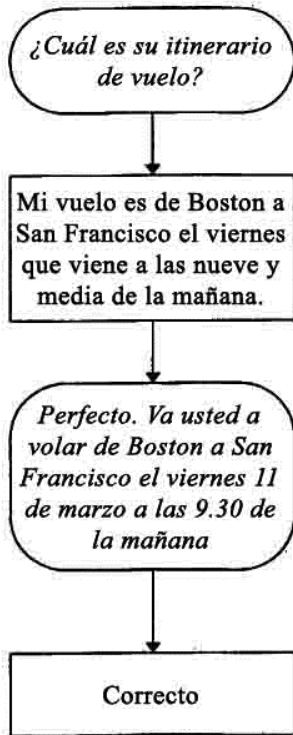 ¿Cuál es su itinerario
de vuelo?
Mi vuelo es de Boston a
San Francisco el viernes
que viene a las nueve y
media de la mañana.
Perfecto. Va usted a
volar de Boston a San
Francisco el viernes 11
de marzo a las 9.30 de
la mañana
Correcto